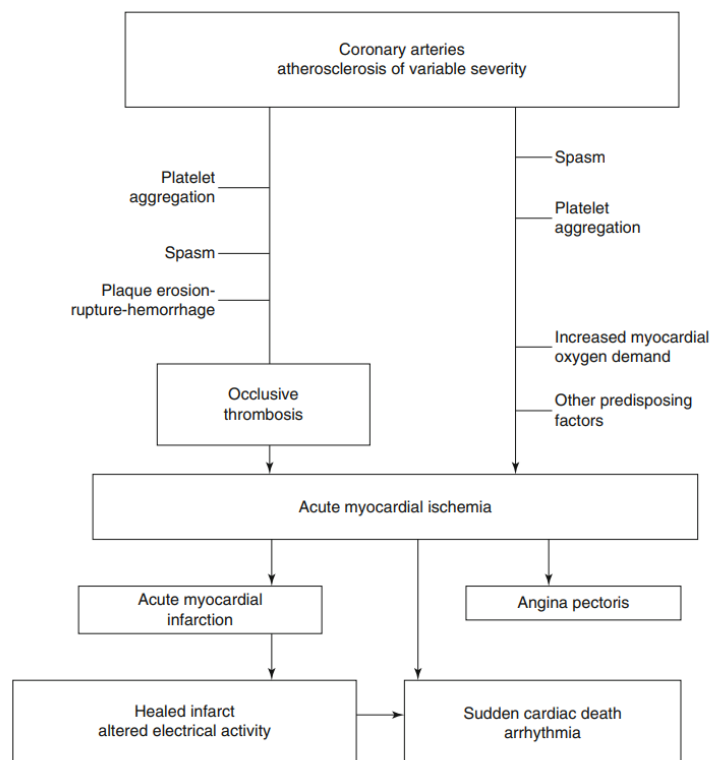 Coronary arteries
atherosclerosis of variable severity
Platelet
aggregation
Spasm
Plaque erosion-
rupture-hemorrhage
Spasm
Platelet
aggregation
Increased myocardial
oxygen demand
Other predisposing
factors
Occlusive
thrombosis
Acute myocardial ischemia
Acute myocardial
infarction
Angina pectoris
Healed infarct
altered electrical activity
Sudden cardiac death
arrhythmia